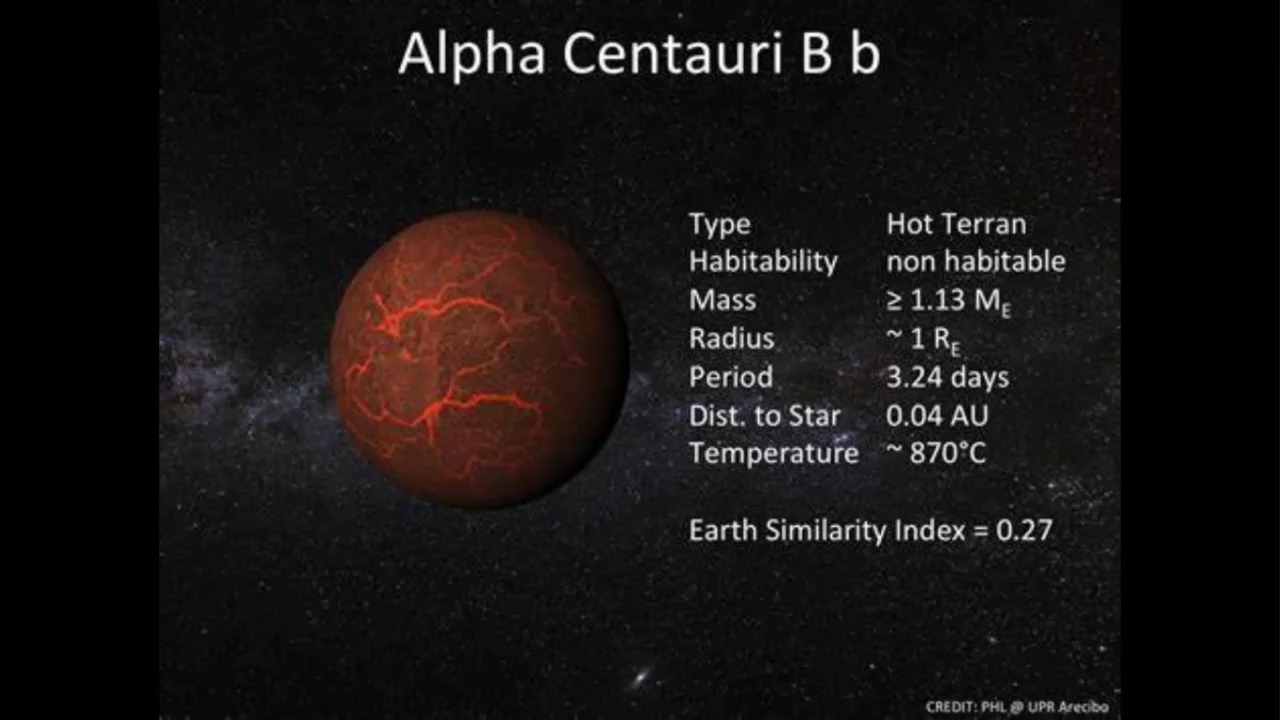 Alpha Centauri B b
Type Hot Terran
Habitability non habitable
Mass ≥ 1.13 M_E
Radius ~ 1 R_E
Period 3.24 days
Dist. to Star 0.04 AU
Temperature ~ 870°C
Earth Similarity Index = 0.27
CREDIT: PHL @ UPR Arecibo